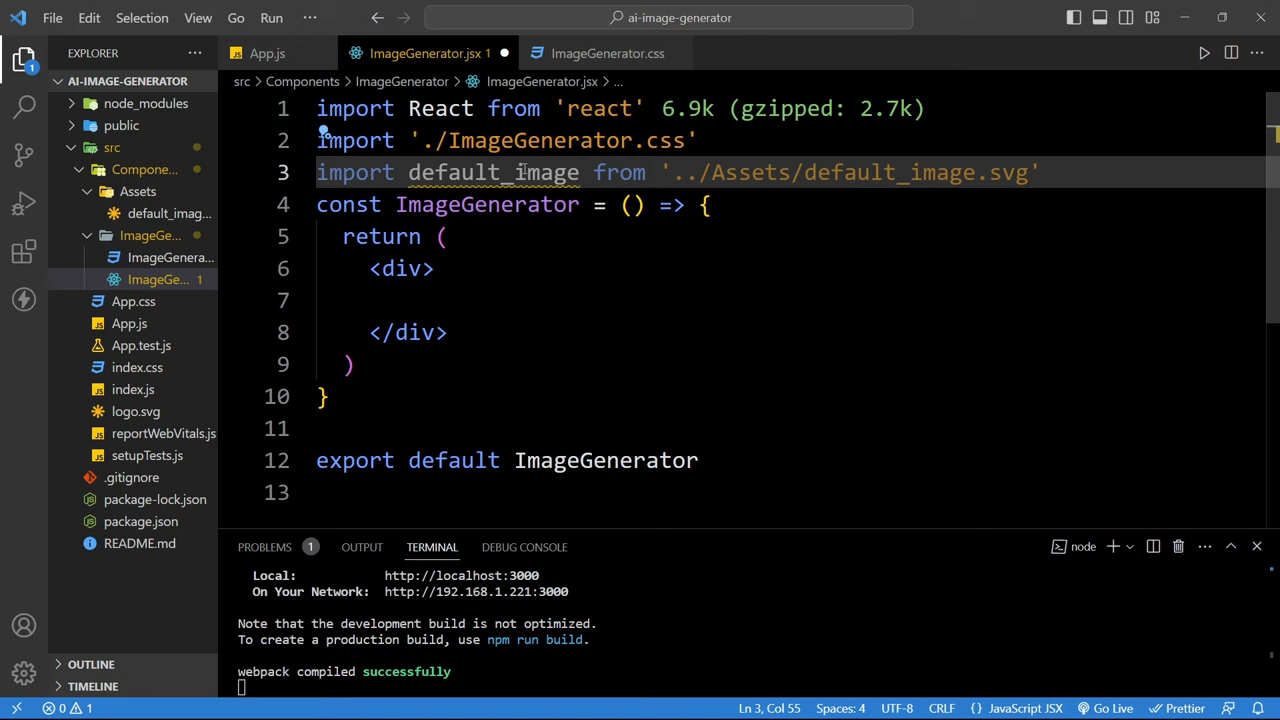 File Edit Selection View Go Run ai-image-generator
EXPLORER
AI-IMAGE-GENERATOR
node_modules
public
src
Compone...
Assets
default_imag...
ImageGe...
ImageGenera...
ImageGe... 1
App.css
App.js
App.test.js
index.css
index.js
logo.svg
reportWebVitals.js
setupTests.js
.gitignore
package-lock.json
package.json
README.md
OUTLINE
TIMELINE
1
App.js ImageGenerator.jsx 1 ImageGenerator.css
src > Components > ImageGenerator > ImageGenerator.jsx > ...
1 import React from 'react' 6.9k (gzipped: 2.7k)
2 import './ImageGenerator.css'
3 import default_image from '../Assets/default_image.svg'
4 const ImageGenerator = () => {
5 return (
6 <div>
7
8 </div>
9 )
10 }
11
12 export default ImageGenerator
13
PROBLEMS 1 OUTPUT TERMINAL DEBUG CONSOLE node
Local: http://localhost:3000
On Your Network: http://192.168.1.221:3000
Note that the development build is not optimized.
To create a production build, use npm run build.
webpack compiled successfully
0 1 Ln 3, Col 55 Spaces: 4 UTF-8 CRLF {} JavaScript JSX Go Live Prettier